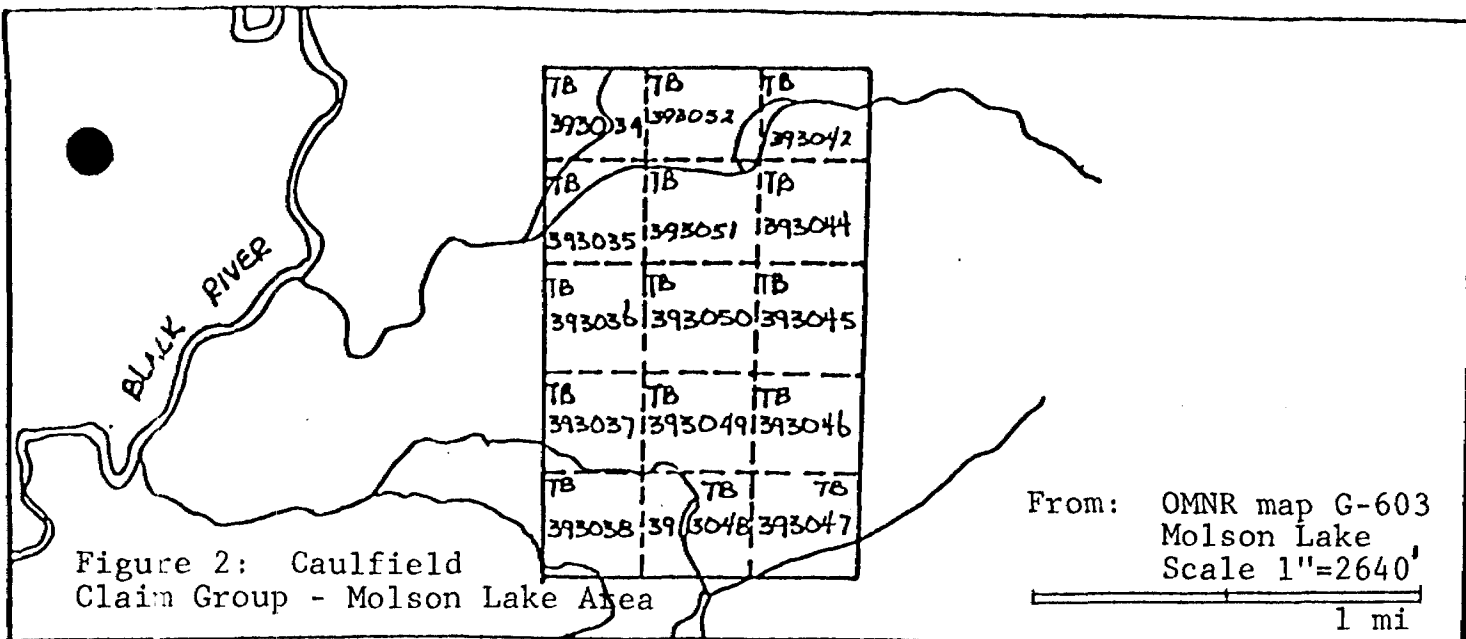 TB TB TB
393034 393052 393042
TB TB TB
393035 393051 393044
TB TB TB
393036 393050 393045
TB TB TB
393037 393049 393046
TB TB TB
393038 393048 393047
BLACK RIVER
Figure 2: Caulfield
Claim Group - Molson Lake Area
From: OMNR map G-603
Molson Lake
Scale 1"=2640'
1 mi